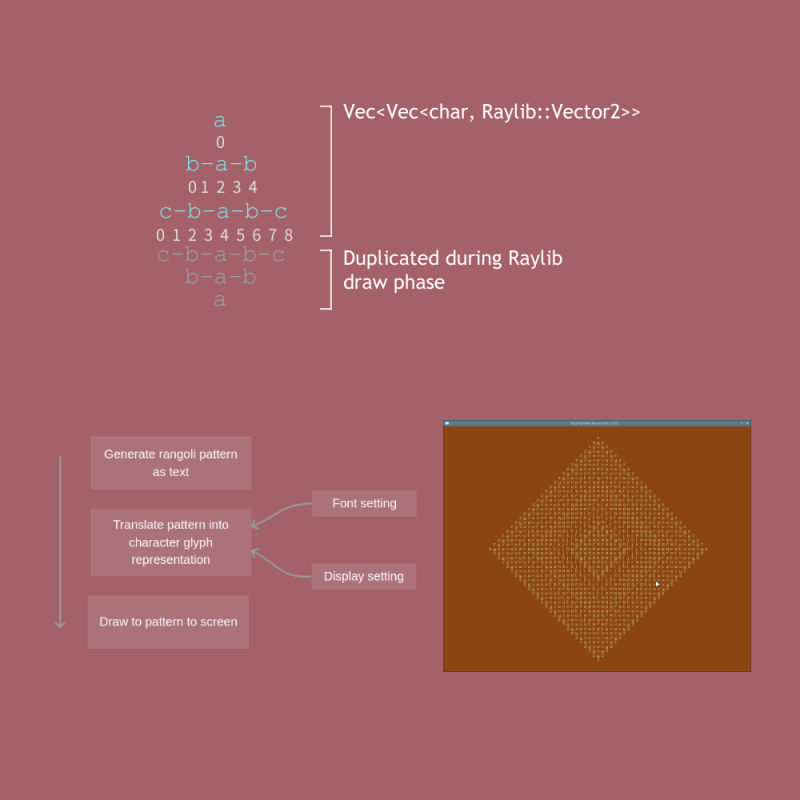 a
0
b-a-b
0 1 2 3 4
c-b-a-b-c
0 1 2 3 4 5 6 7 8
c-b-a-b-c
b-a-b
a
Vec<Vec<char, Raylib::Vector2>>
Duplicated during Raylib
draw phase
Generate rangoli pattern
as text
Translate pattern into
character glyph
representation
Draw to pattern to screen
Font setting
Display setting